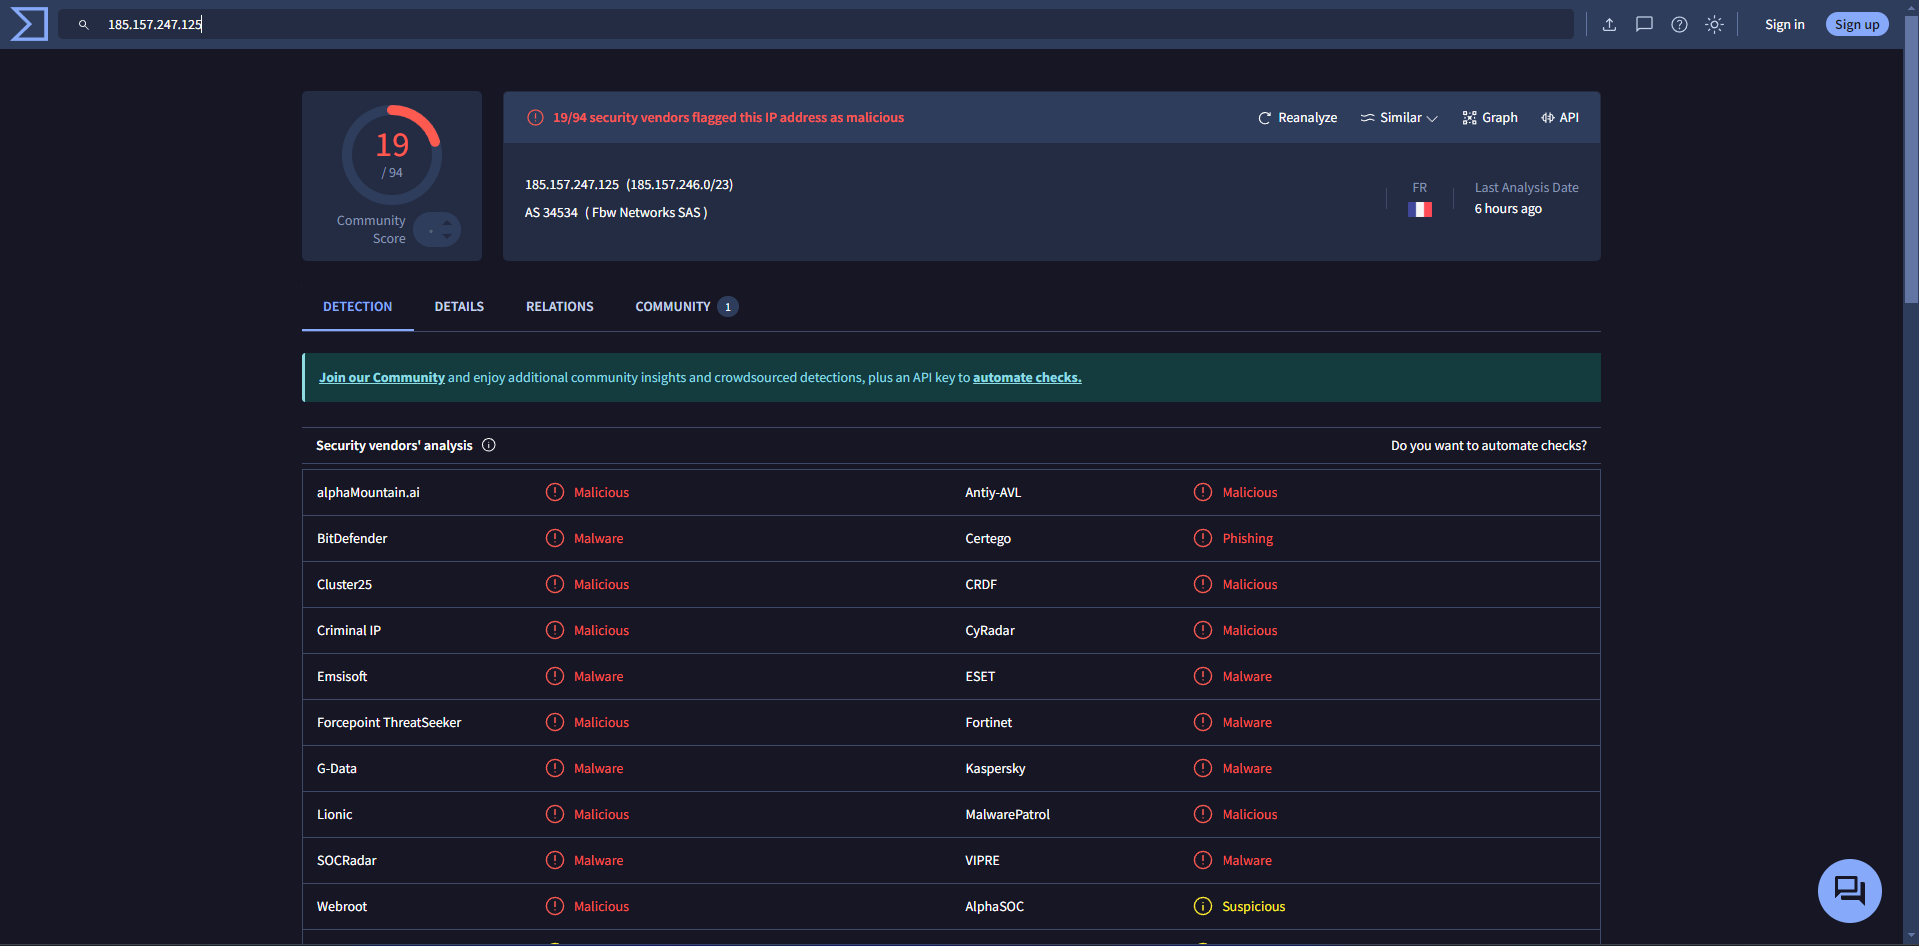 185.157.247.125
Sign in
Sign up
19
/ 94
Community
Score
19/94 security vendors flagged this IP address as malicious
Reanalyze
Similar
Graph
API
185.157.247.125 (185.157.246.0/23)
AS 34534 ( Fbw Networks SAS )
FR
Last Analysis Date
6 hours ago
DETECTION
DETAILS
RELATIONS
COMMUNITY 1
Join our Community and enjoy additional community insights and crowdsourced detections, plus an API key to automate checks.
Security vendors' analysis
Do you want to automate checks?
alphaMountain.ai Malicious Antiy-AVL Malicious
BitDefender Malware Certego Phishing
Cluster25 Malicious CRDF Malicious
Criminal IP Malicious CyRadar Malicious
Emsisoft Malware ESET Malware
Forcepoint ThreatSeeker Malicious Fortinet Malware
G-Data Malware Kaspersky Malware
Lionic Malicious MalwarePatrol Malicious
SOCRadar Malware VIPRE Malware
Webroot Malicious AlphaSOC Suspicious